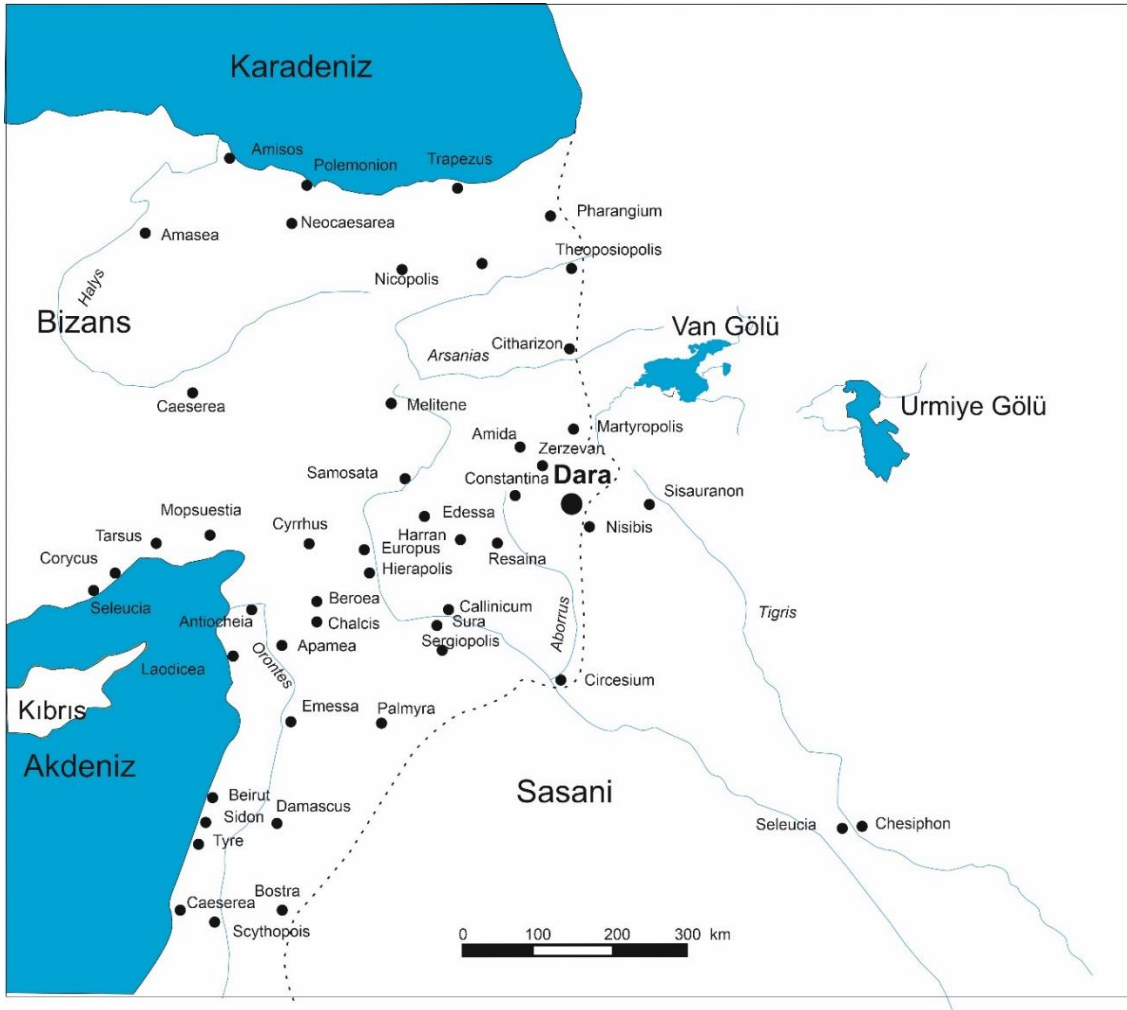 Karadeniz
Amisos
Polemonion
Trapezus
Pharangium
Neocaesarea
Amasea
Theoposiopolis
Nicopolis
Halys
Bizans
Van Gölü
Citharizon
Arsanias
Caeserea
Melitene
Urmiye Gölü
Martyropolis
Amida
Zerzevan
Dara
Samosata
Constantina
Sisauranon
Mopsuestia
Edessa
Nisibis
Tarsus
Cyrrhus
Harran
Europus
Resaina
Corycus
Hierapolis
Seleucia
Beroea
Callinicum
Antiocheia
Chalcis
Sura
Tigris
Aborrus
Sergiopolis
Apamea
Laodicea
Orontes
Circesium
Kıbrıs
Emessa
Palmyra
Akdeniz
Sasani
Beirut
Sidon
Damascus
Tyre
Seleucia
Chesiphon
Caeserea
Bostra
Scythopois
0 100 200 300 km